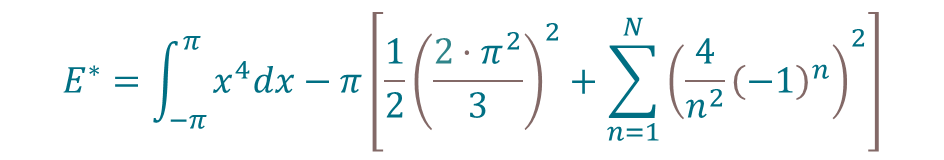 E* = ∫_{-π}^{π} x⁴dx − π [ 1/2 ( (2 · π²)/3 )² + ∑_{n=1}^{N} ( 4/n² (−1)ⁿ )² ]